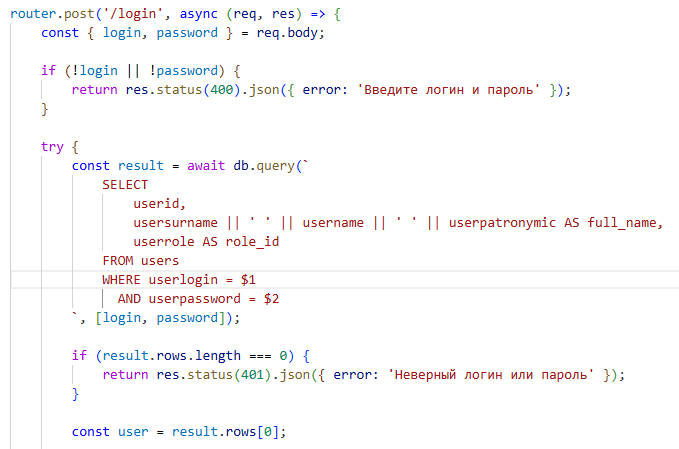 router.post('/login', async (req, res) => {
    const { login, password } = req.body;

    if (!login || !password) {
        return res.status(400).json({ error: 'Введите логин и пароль' });
    }

    try {
        const result = await db.query(`
            SELECT
                userid,
                usersurname || ' ' || username || ' ' || userpatronymic AS full_name,
                userrole AS role_id
            FROM users
            WHERE userlogin = $1
              AND userpassword = $2
        `, [login, password]);

        if (result.rows.length === 0) {
            return res.status(401).json({ error: 'Неверный логин или пароль' });
        }

        const user = result.rows[0];